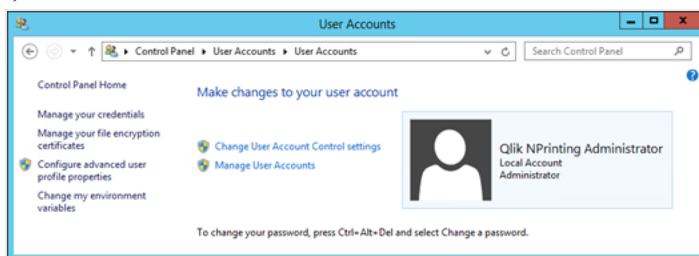 User Accounts
Control Panel ▸ User Accounts ▸ User Accounts
Search Control Panel
Control Panel Home
Manage your credentials
Manage your file encryption
certificates
Configure advanced user
profile properties
Change my environment
variables
Make changes to your user account
Change User Account Control settings
Manage User Accounts
Qlik NPrinting Administrator
Local Account
Administrator
To change your password, press Ctrl+Alt+Del and select Change a password.